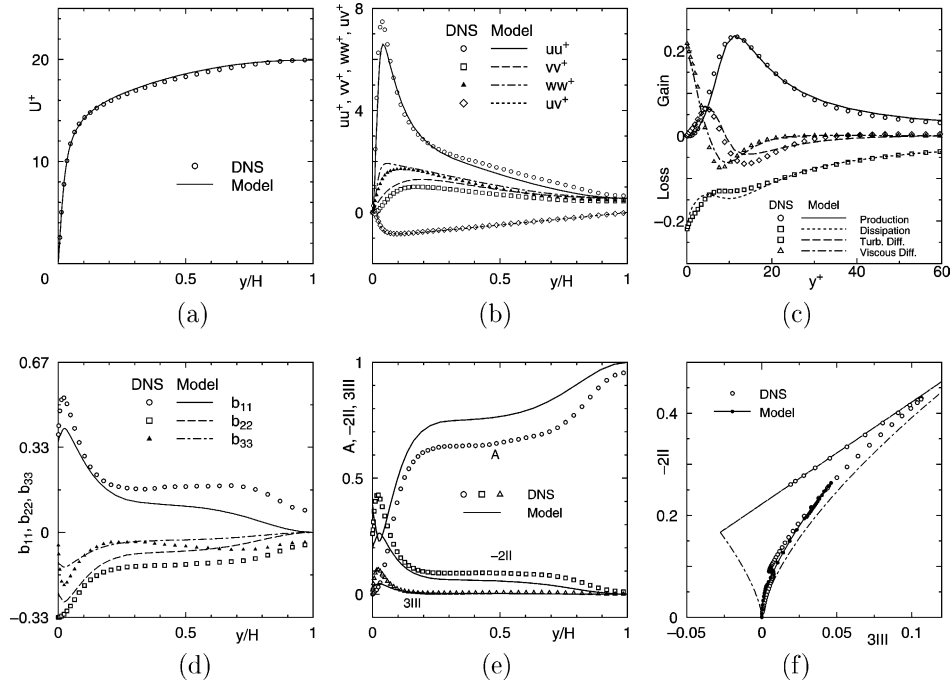 20
10
U+
DNS
Model
0
0.5
1
y/H
(a)
8
4
0
uu+, vv+, ww+, uv+
DNS Model
uu+
vv+
ww+
uv+
0
0.5
1
y/H
(b)
0.2
0
−0.2
Loss Gain
DNS Model
Production
Dissipation
Turb. Diff.
Viscous Diff.
0
20
40
60
y+
(c)
0.67
0.33
0
−0.33
b11, b22, b33
DNS Model
b11
b22
b33
0
0.5
1
y/H
(d)
1
0.5
0
A, −2II, 3III
A
DNS
Model
−2II
3III
0
0.5
1
y/H
(e)
0.4
0.2
0
−2II
DNS
Model
−0.05
0
0.05
0.1
3III
(f)